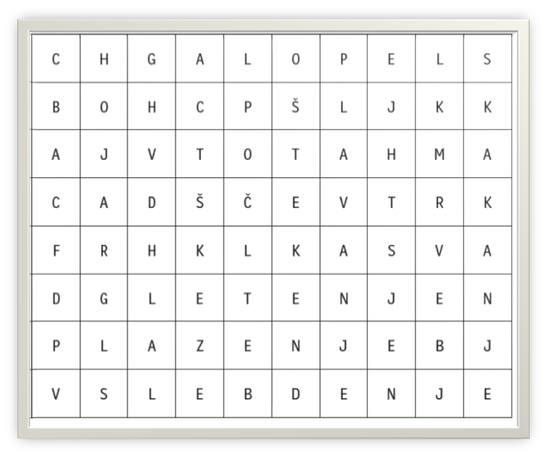 C H G A L O P E L S
B O H C P Š L J K K
A J V T O T A H M A
C A D Š Č E V T R K
F R H K L K A S V A
D G L E T E N J E N
P L A Z E N J E B J
V S L E B D E N J E